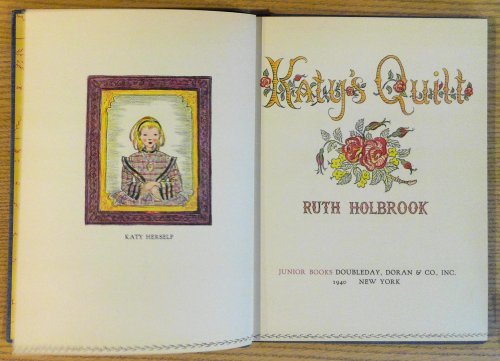 KATY HERSELF
Katy's Quilt
RUTH HOLBROOK
JUNIOR BOOKS DOUBLEDAY, DORAN & CO., INC.
1940 NEW YORK